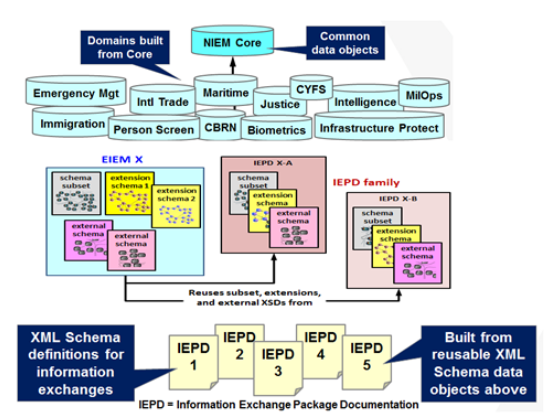 Domains built
from Core
NIEM Core
Common
data objects
Emergency Mgt
Intl Trade
Maritime
Justice
CYFS
Intelligence
MilOps
Immigration
Person Screen
CBRN
Biometrics
Infrastructure Protect
EIEM X
schema
subset
extension
schema 1
extension
schema 2
external
schema
external
schema
IEPD X-A
schema
subset
extension
schema
external
schema
IEPD family
IEPD X-B
schema
subset
extension
schema
external
schema
Reuses subset, extensions,
and external XSDs from
XML Schema
definitions for
information
exchanges
IEPD
1
IEPD
2
IEPD
3
IEPD
4
IEPD
5
Built from
reusable XML
Schema data
objects above
IEPD = Information Exchange Package Documentation